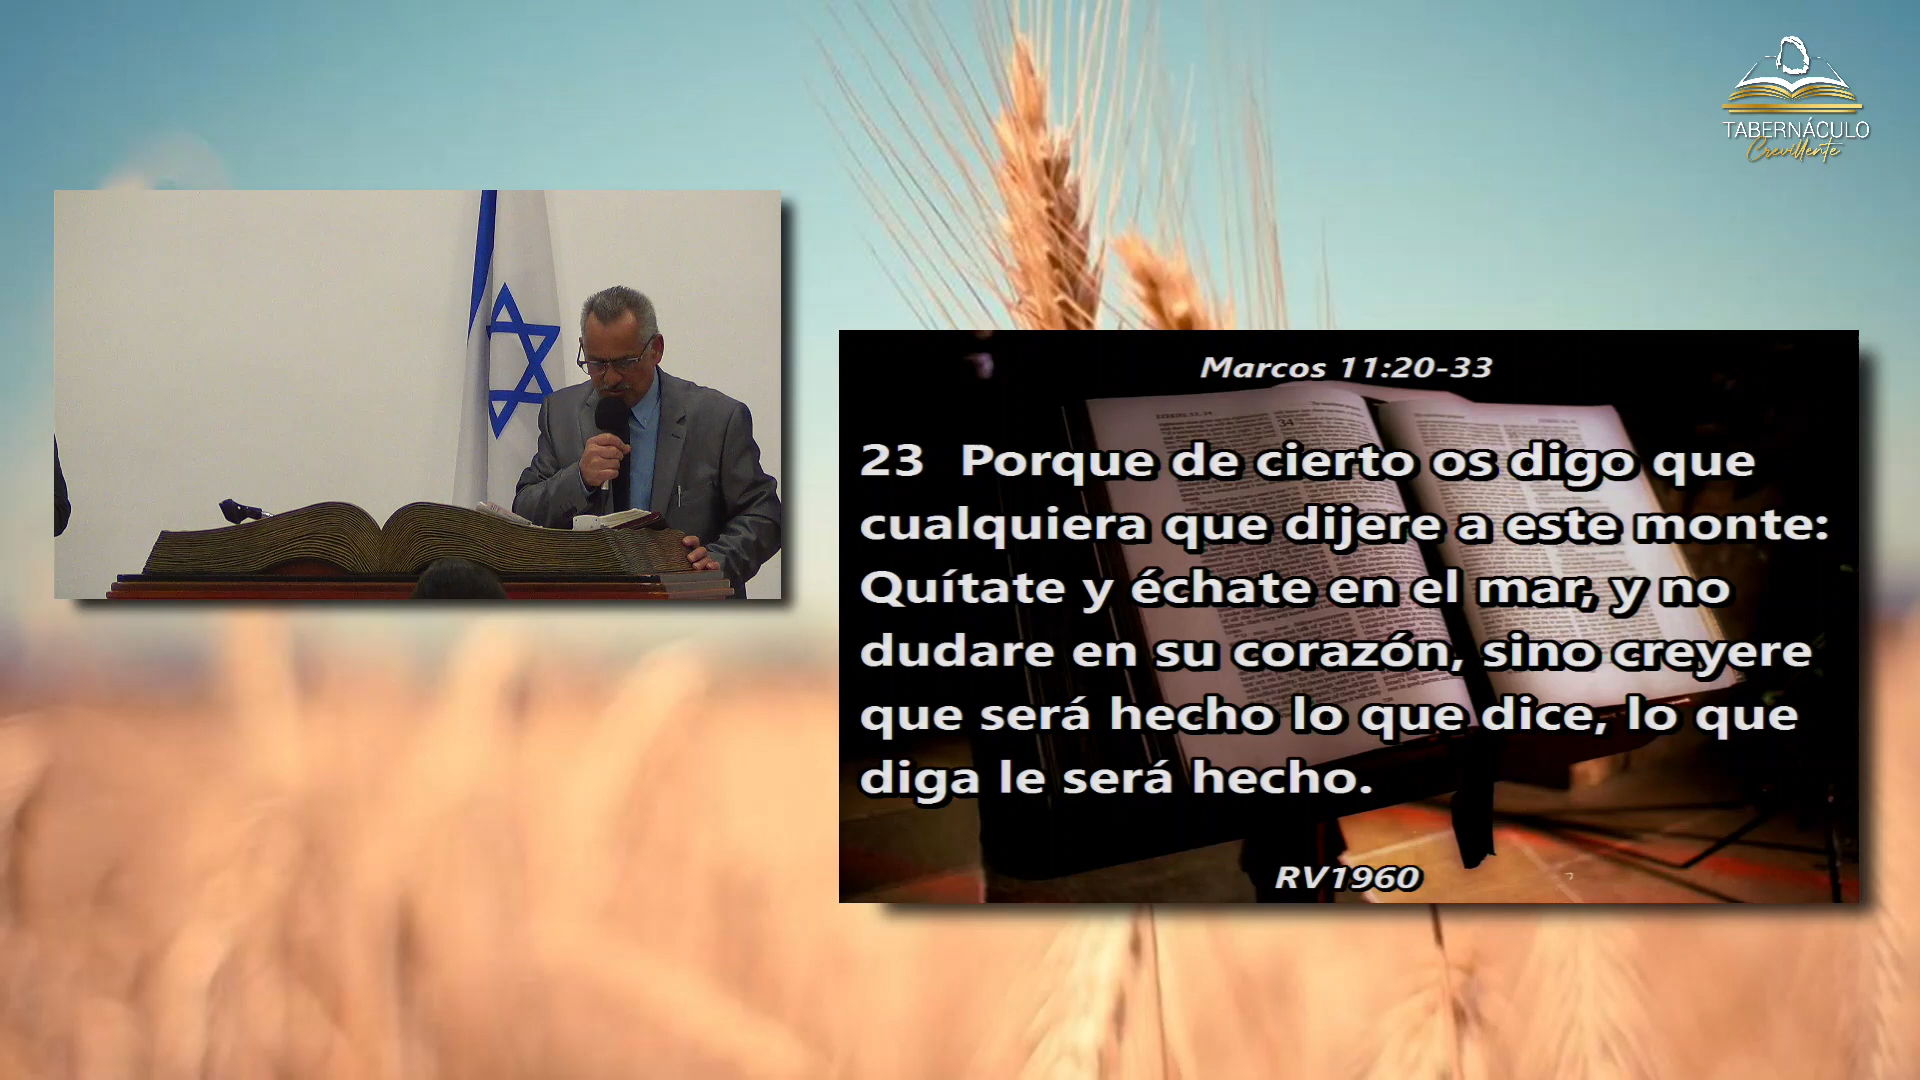 TABERNÁCULO
Crevillente
Marcos 11:20-33
23 Porque de cierto os digo que
cualquiera que dijere a este monte:
Quítate y échate en el mar, y no
dudare en su corazón, sino creyere
que será hecho lo que dice, lo que
diga le será hecho.
RV1960